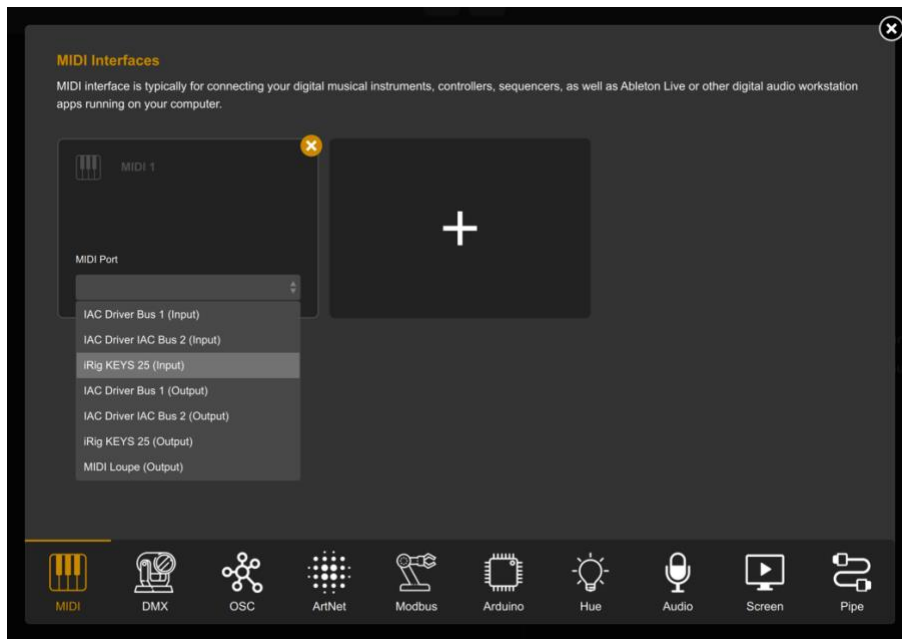 MIDI Interfaces
MIDI interface is typically for connecting your digital musical instruments, controllers, sequencers, as well as Ableton Live or other digital audio workstation
apps running on your computer.
MIDI 1
MIDI Port
IAC Driver Bus 1 (Input)
IAC Driver IAC Bus 2 (Input)
iRig KEYS 25 (Input)
IAC Driver Bus 1 (Output)
IAC Driver IAC Bus 2 (Output)
iRig KEYS 25 (Output)
MIDI Loupe (Output)
MIDI DMX OSC ArtNet Modbus Arduino Hue Audio Screen Pipe